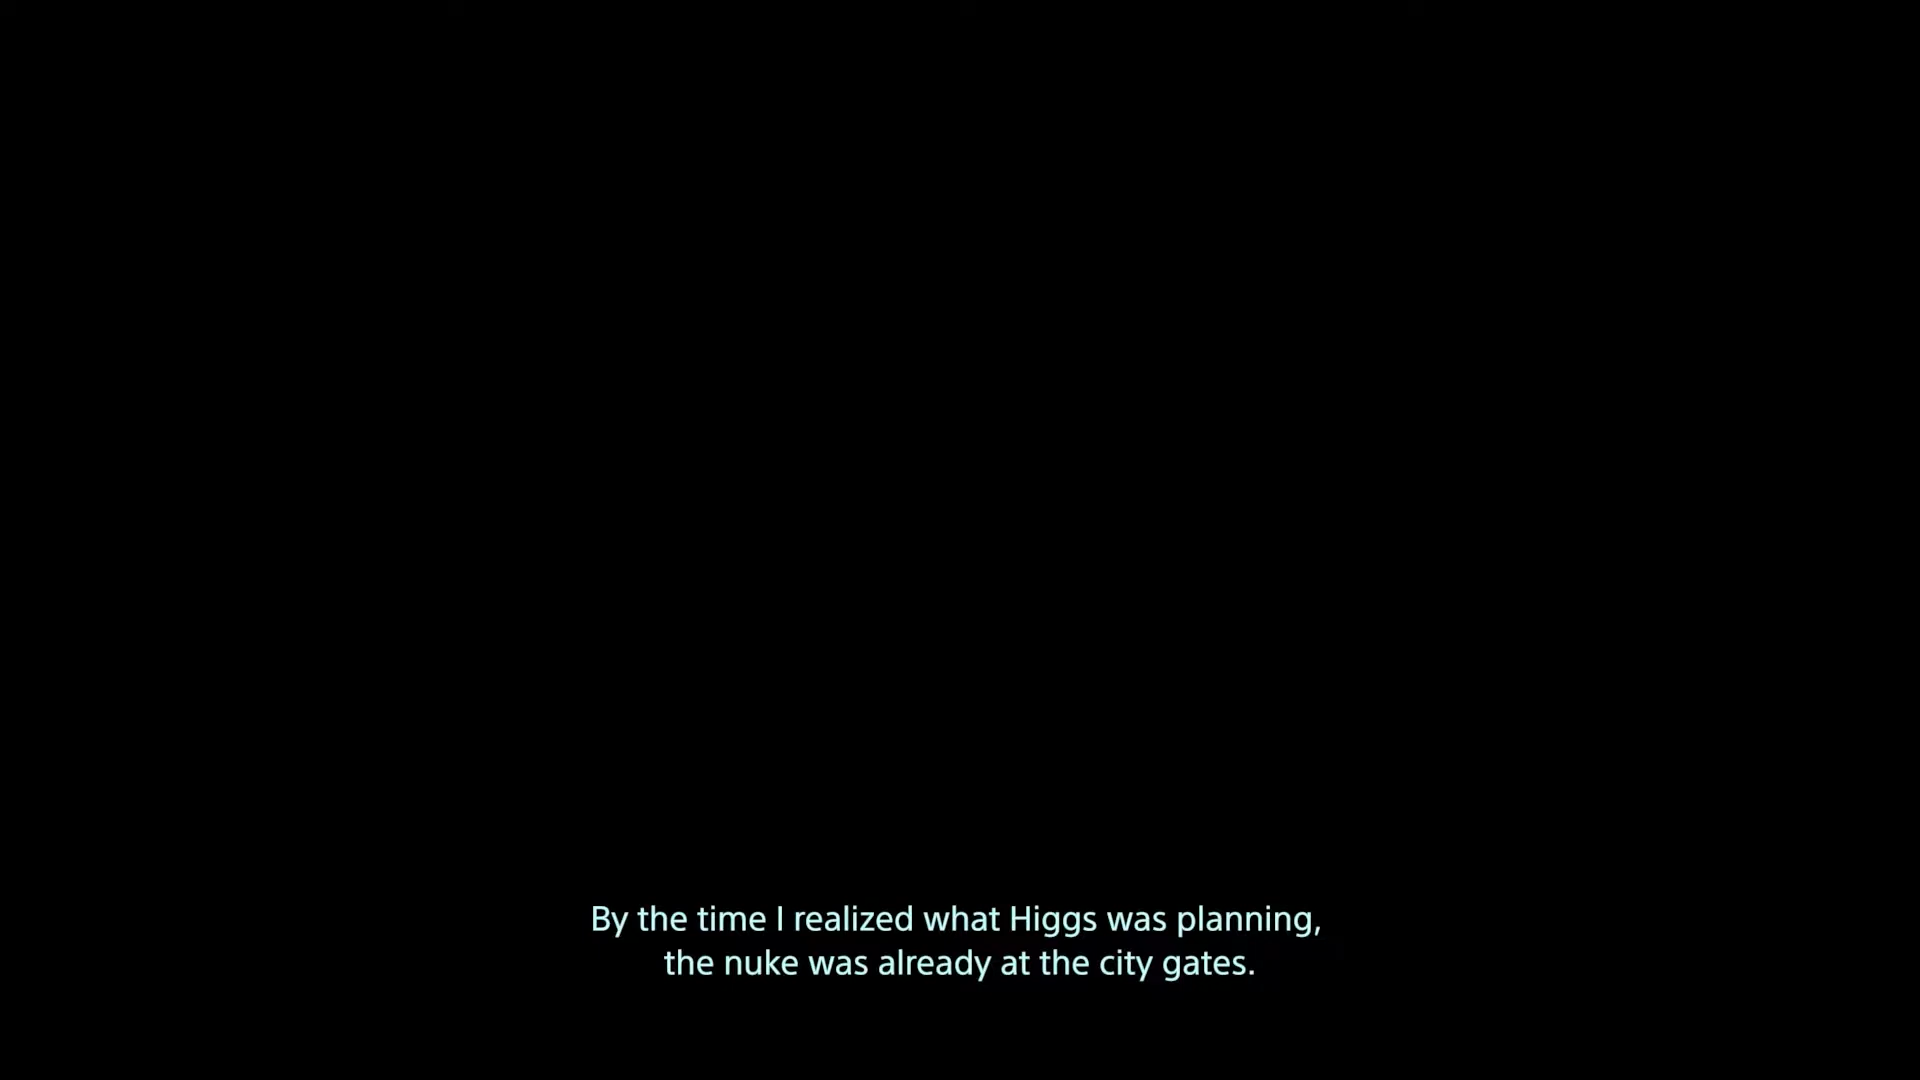 By the time I realized what Higgs was planning,
the nuke was already at the city gates.